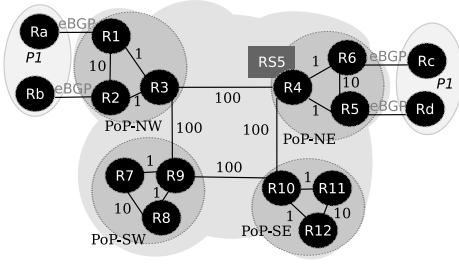 Ra
eBGP
R1
P1
1
10
Rb
eBGP
R2
1
R3
PoP-NW
100
RS5
R4
1
R6
eBGP
Rc
10
P1
1
R5
eBGP
Rd
PoP-NE
100
100
R7
1
R9
100
10
1
R8
PoP-SW
R10
1
R11
1
10
R12
PoP-SE